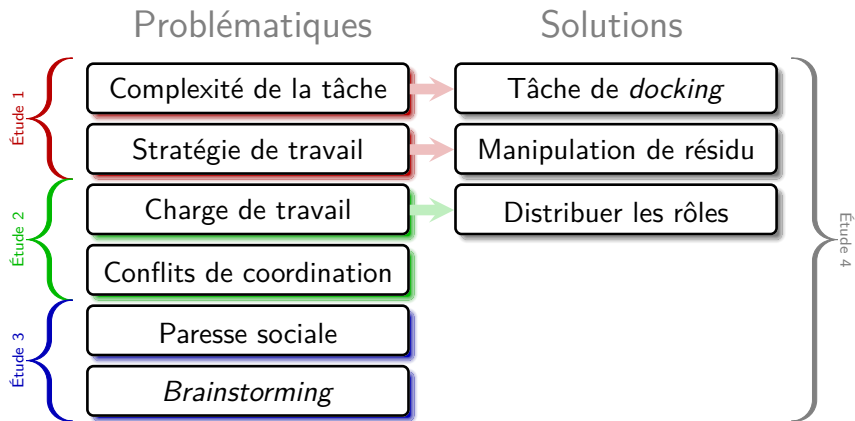 Problématiques
Solutions
Étude 1
Complexité de la tâche
Tâche de docking
Stratégie de travail
Manipulation de résidu
Étude 2
Charge de travail
Distribuer les rôles
Conflits de coordination
Étude 3
Paresse sociale
Brainstorming
Étude 4